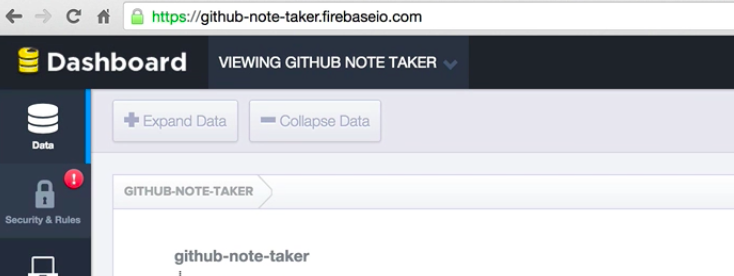 https://github-note-taker.firebaseio.com
Dashboard VIEWING GITHUB NOTE TAKER
Expand Data Collapse Data
Data
!
GITHUB-NOTE-TAKER
Security & Rules
github-note-taker